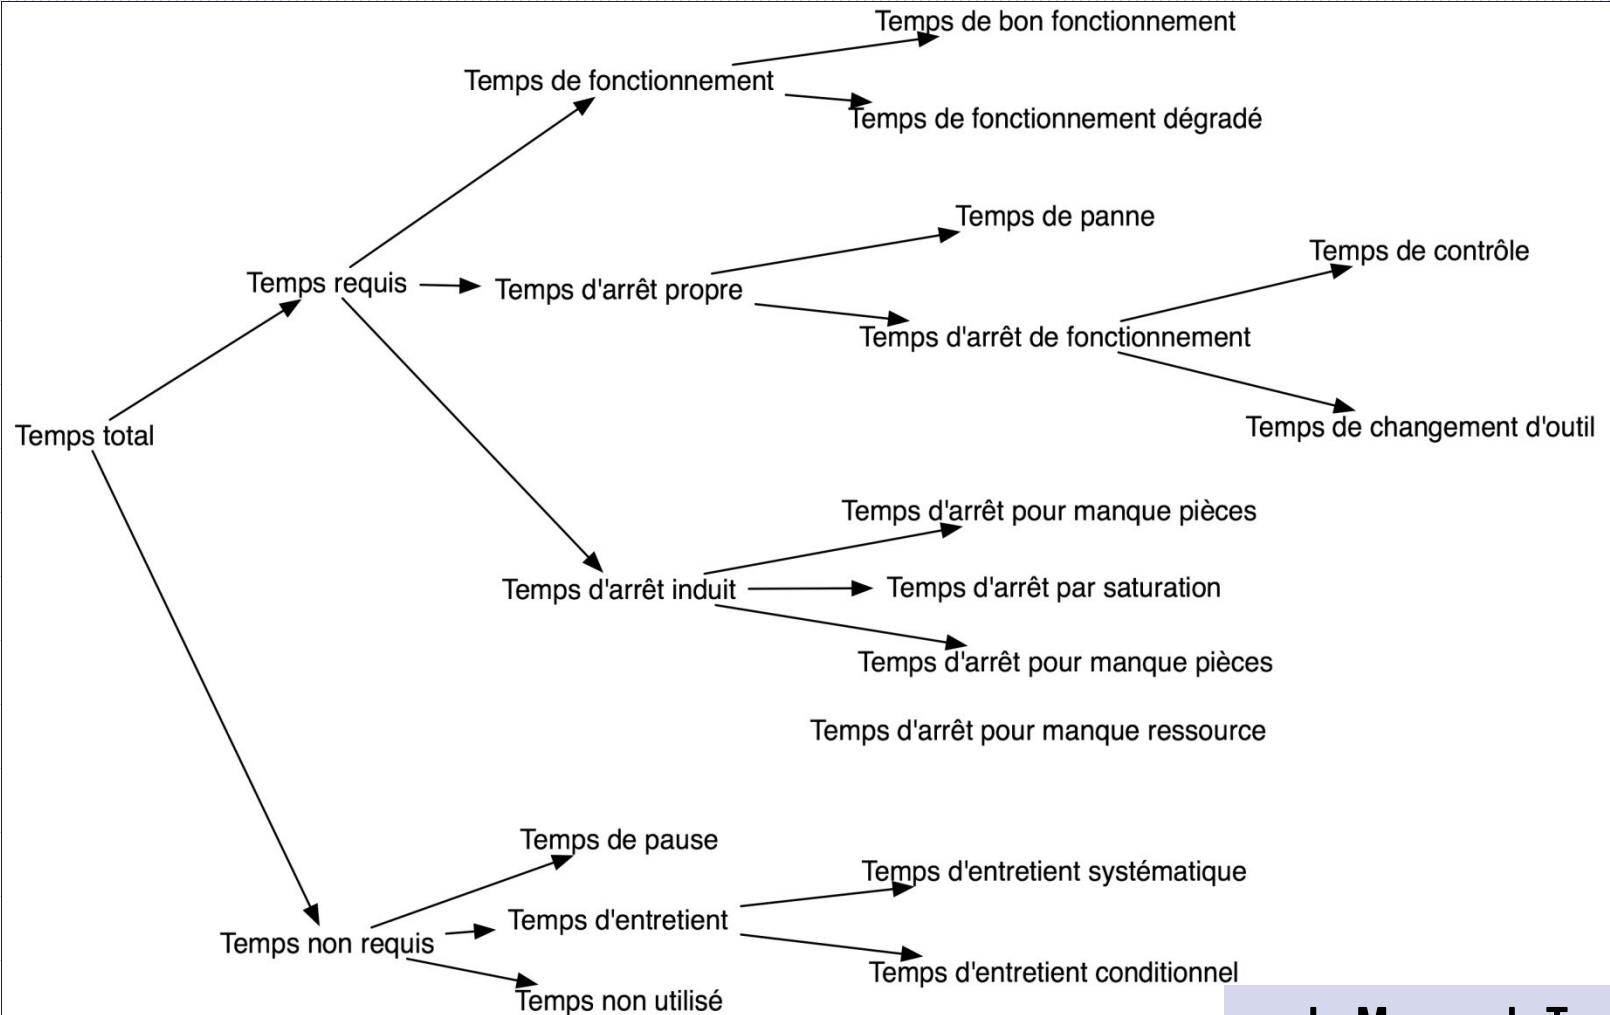 Temps de bon fonctionnement
Temps de fonctionnement
Temps de fonctionnement dégradé
Temps de panne
Temps de contrôle
Temps requis
Temps d'arrêt propre
Temps d'arrêt de fonctionnement
Temps total
Temps de changement d'outil
Temps d'arrêt pour manque pièces
Temps d'arrêt induit
Temps d'arrêt par saturation
Temps d'arrêt pour manque pièces
Temps d'arrêt pour manque ressource
Temps de pause
Temps d'entretient systématique
Temps d'entretient
Temps non requis
Temps d'entretient conditionnel
Temps non utilisé